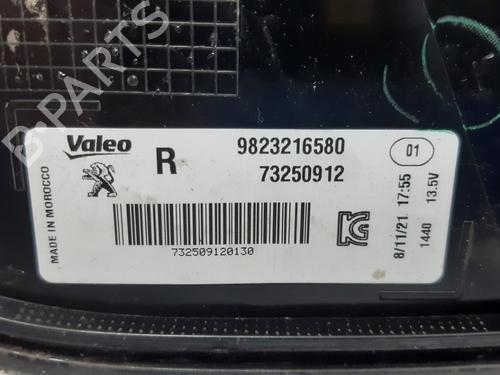 B-PARTS
Valeo
R
9823216580
73250912
01
MADE IN MOROCCO
732509120130
8/11/21 17:55
1440 13.5V